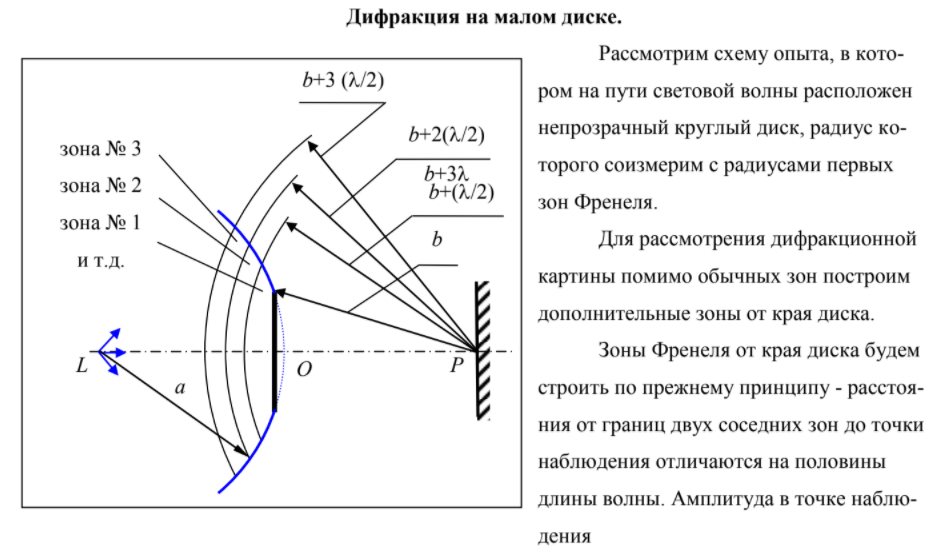 Дифракция на малом диске.
b+3 (λ/2)
b+2(λ/2)
b+3λ
b+(λ/2)
b
зона № 3
зона № 2
зона № 1
и т.д.
L
a
O
P
Рассмотрим схему опыта, в кото-
ром на пути световой волны расположен
непрозрачный круглый диск, радиус ко-
торого соизмерим с радиусами первых
зон Френеля.
Для рассмотрения дифракционной
картины помимо обычных зон построим
дополнительные зоны от края диска.
Зоны Френеля от края диска будем
строить по прежнему принципу - расстоя-
ния от границ двух соседних зон до точки
наблюдения отличаются на половины
длины волны. Амплитуда в точке наблю-
дения